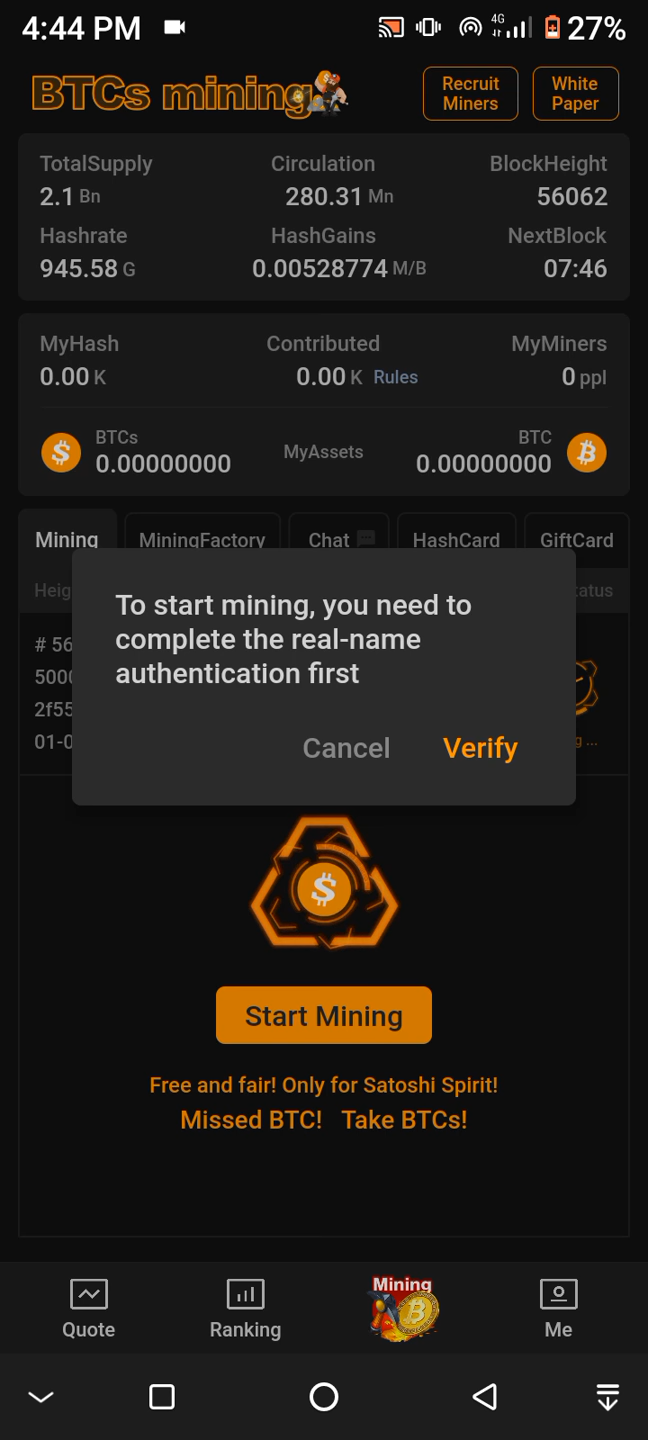 4:44 PM 4G 27%
BTCs mining
Recruit Miners
White Paper
TotalSupply Circulation BlockHeight
2.1 Bn 280.31 Mn 56062
Hashrate HashGains NextBlock
945.58 G 0.00528774 M/B 07:46
MyHash Contributed MyMiners
0.00 K 0.00 K Rules 0 ppl
BTCs MyAssets BTC
0.00000000 0.00000000
Mining MiningFactory Chat HashCard GiftCard
To start mining, you need to
complete the real-name
authentication first
Cancel Verify
Start Mining
Free and fair! Only for Satoshi Spirit!
Missed BTC! Take BTCs!
Mining
Quote Ranking Me